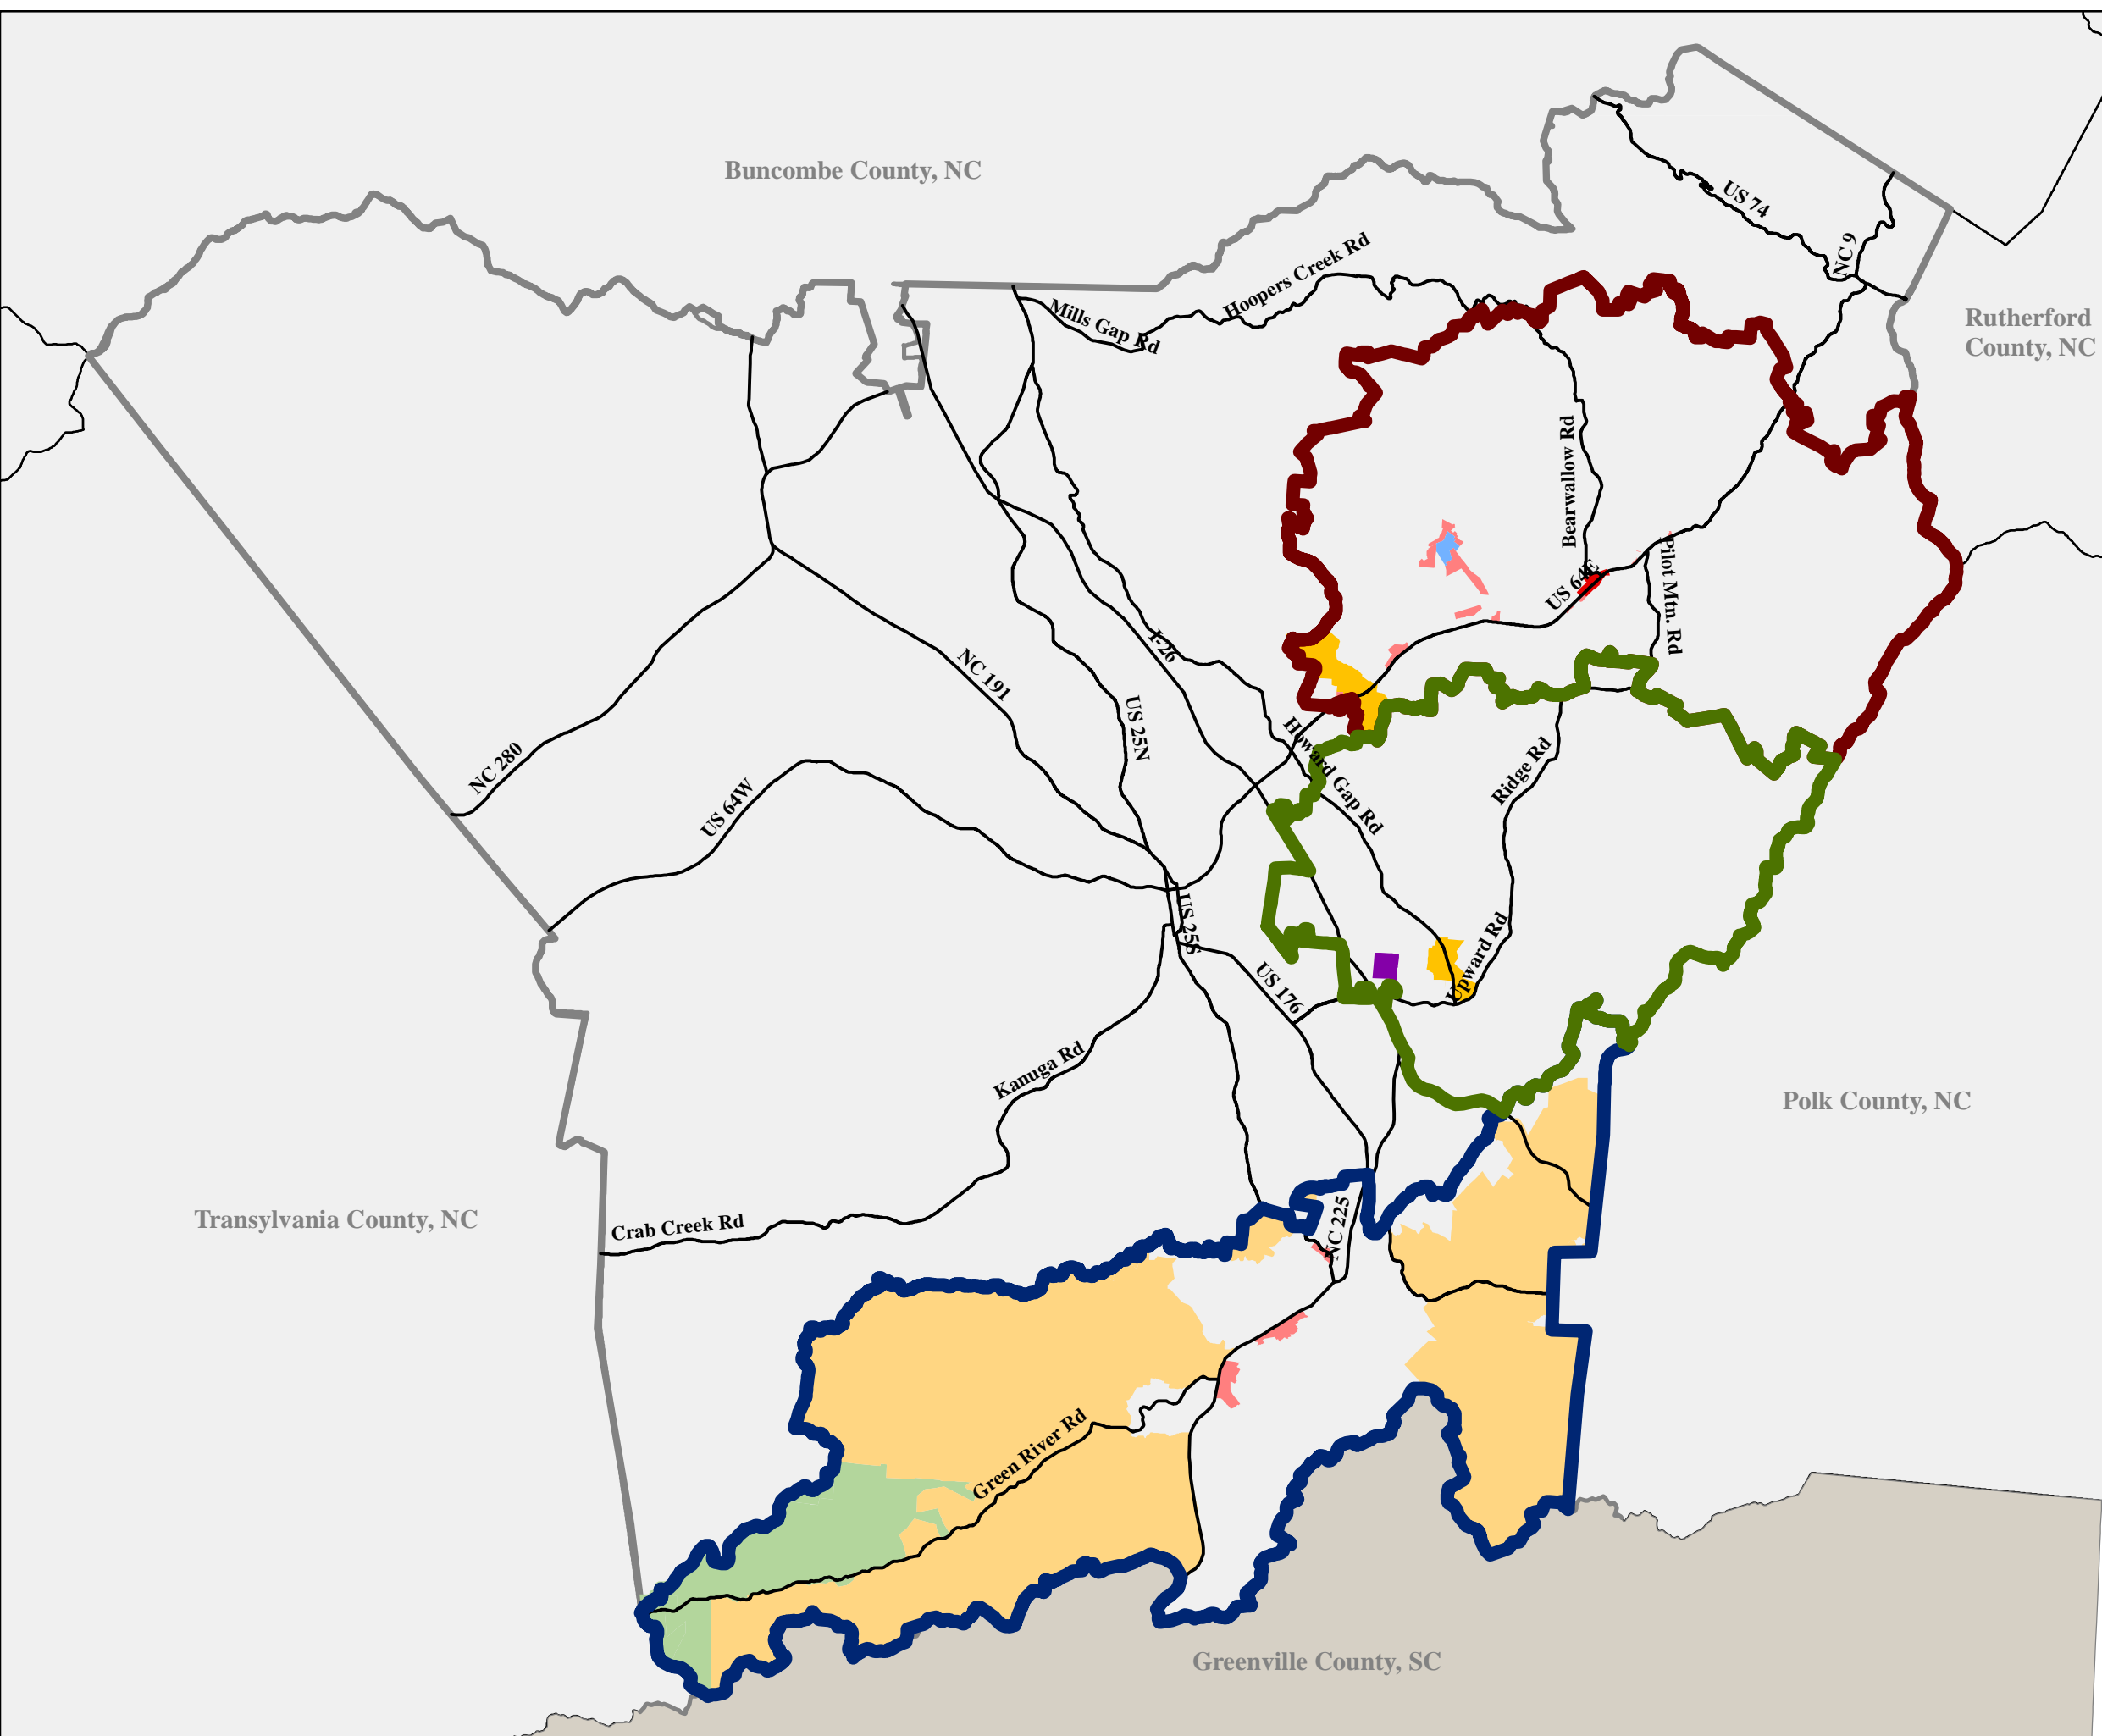 Buncombe County, NC
US 74
NC 9
Hoopers Creek Rd
Mills Gap Rd
Rutherford
County, NC
Bearwallow Rd
US 64E
Pilot Mtn. Rd
I-26
NC 191
US 25N
Howard Gap Rd
Ridge Rd
NC 280
US 64W
US 25S
Upward Rd
US 176
Kanuga Rd
Polk County, NC
Transylvania County, NC
Crab Creek Rd
NC 225
Green River Rd
Greenville County, SC